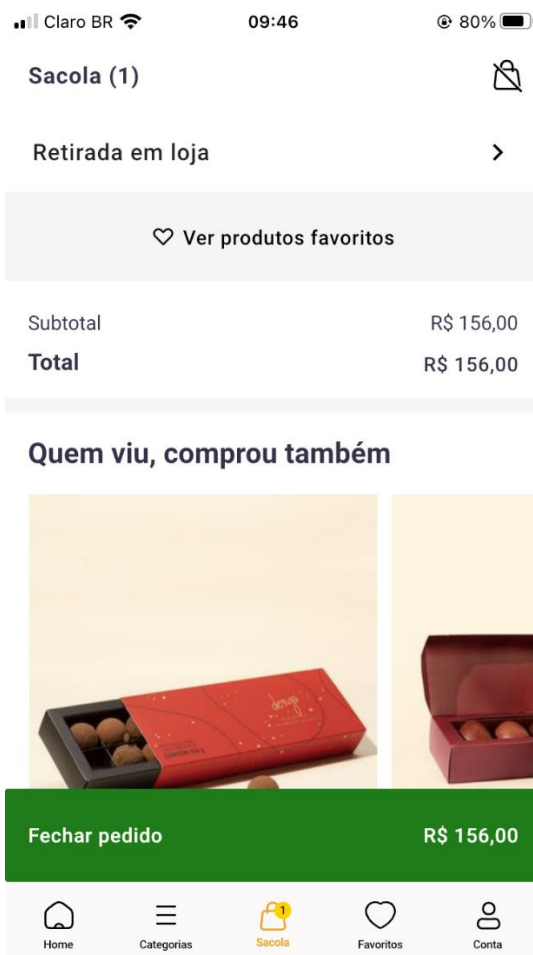 Claro BR 09:46 80%
Sacola (1)
Retirada em loja
Ver produtos favoritos
Subtotal R$ 156,00
Total R$ 156,00
Quem viu, comprou também
dengo
Fechar pedido R$ 156,00
1
Home Categorias Sacola Favoritos Conta